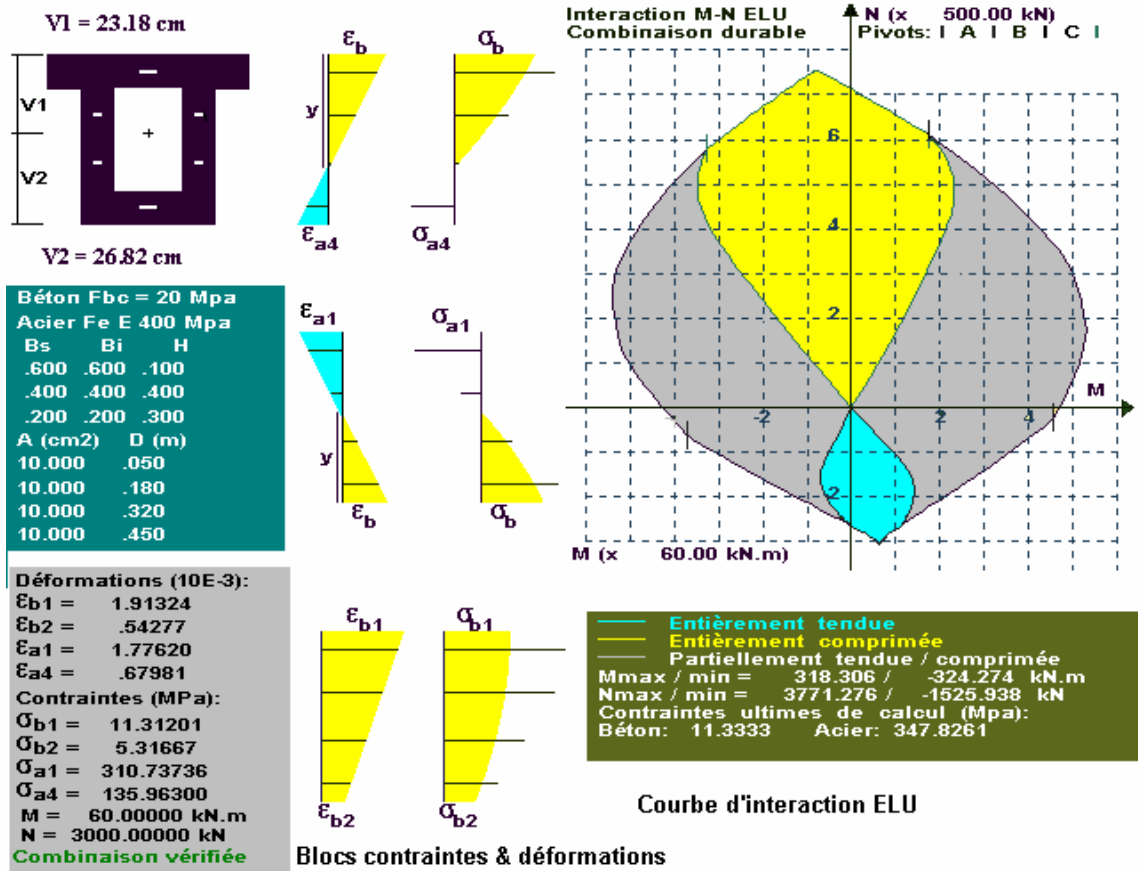 V1 = 23.18 cm
V1
V2
V2 = 26.82 cm
εb
σb
y
εa4
σa4
Interaction M-N ELU
Combinaison durable
N (x 500.00 kN)
Pivots: I A I B I C I
6
4
2
M
-2
2
4
-2
M (x 60.00 kN.m)
Béton Fbc = 20 Mpa
Acier Fe E 400 Mpa
Bs Bi H
.600 .600 .100
.400 .400 .400
.200 .200 .300
A (cm2) D (m)
10.000 .050
10.000 .180
10.000 .320
10.000 .450
εa1
σa1
y
εb
σb
Déformations (10E-3):
εb1 = 1.91324
εb2 = .54277
εa1 = 1.77620
εa4 = .67981
Contraintes (MPa):
σb1 = 11.31201
σb2 = 5.31667
σa1 = 310.73736
σa4 = 135.96300
M = 60.00000 kN.m
N = 3000.00000 kN
Combinaison vérifiée
εb1
σb1
εb2
σb2
Blocs contraintes & déformations
Entièrement tendue
Entièrement comprimée
Partiellement tendue / comprimée
Mmax / min = 318.306 / -324.274 kN.m
Nmax / min = 3771.276 / -1525.938 kN
Contraintes ultimes de calcul (Mpa):
Béton: 11.3333 Acier: 347.8261
Courbe d'interaction ELU